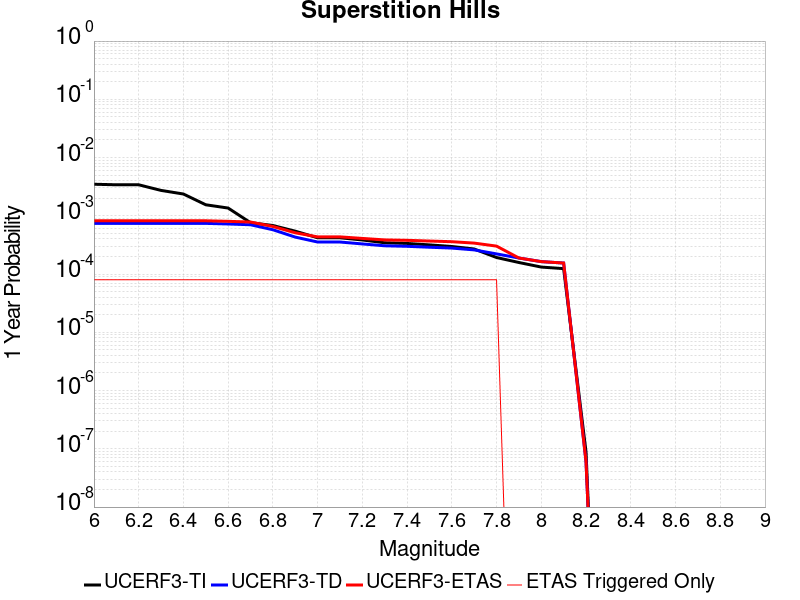 Superstition Hills
10^0
10^-1
10^-2
10^-3
10^-4
10^-5
10^-6
10^-7
10^-8
1 Year Probability
6 6.2 6.4 6.6 6.8 7 7.2 7.4 7.6 7.8 8 8.2 8.4 8.6 8.8 9
Magnitude
UCERF3-TI UCERF3-TD UCERF3-ETAS ETAS Triggered Only